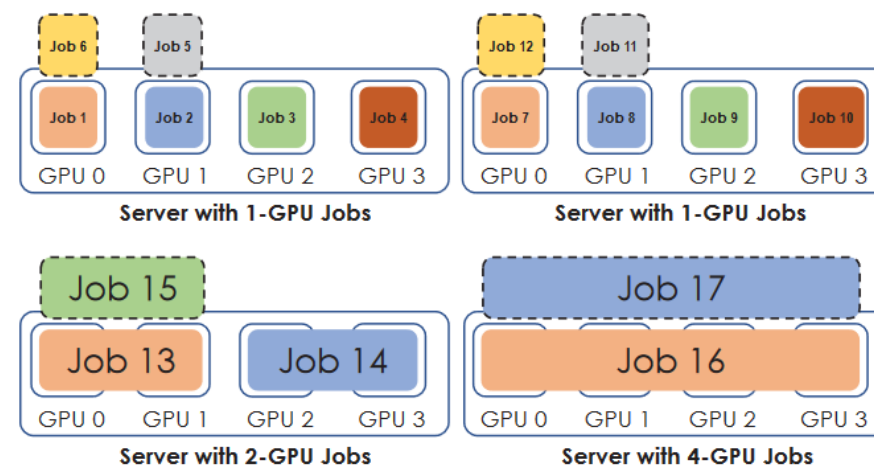 Job 6 Job 5 Job 12 Job 11
Job 1 Job 2 Job 3 Job 4 Job 7 Job 8 Job 9 Job 10
GPU 0 GPU 1 GPU 2 GPU 3 GPU 0 GPU 1 GPU 2 GPU 3
Server with 1-GPU Jobs Server with 1-GPU Jobs
Job 15 Job 17
Job 13 Job 14 Job 16
GPU 0 GPU 1 GPU 2 GPU 3 GPU 0 GPU 1 GPU 2 GPU 3
Server with 2-GPU Jobs Server with 4-GPU Jobs